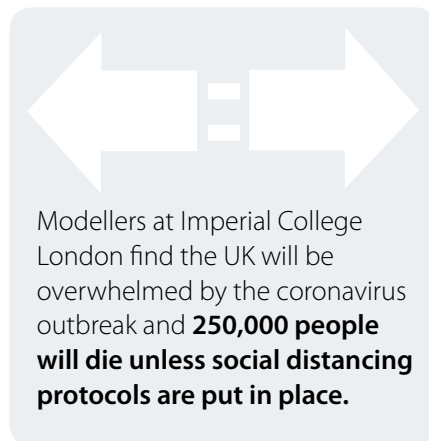 Modellers at Imperial College
London find the UK will be
overwhelmed by the coronavirus
outbreak and 250,000 people
will die unless social distancing
protocols are put in place.